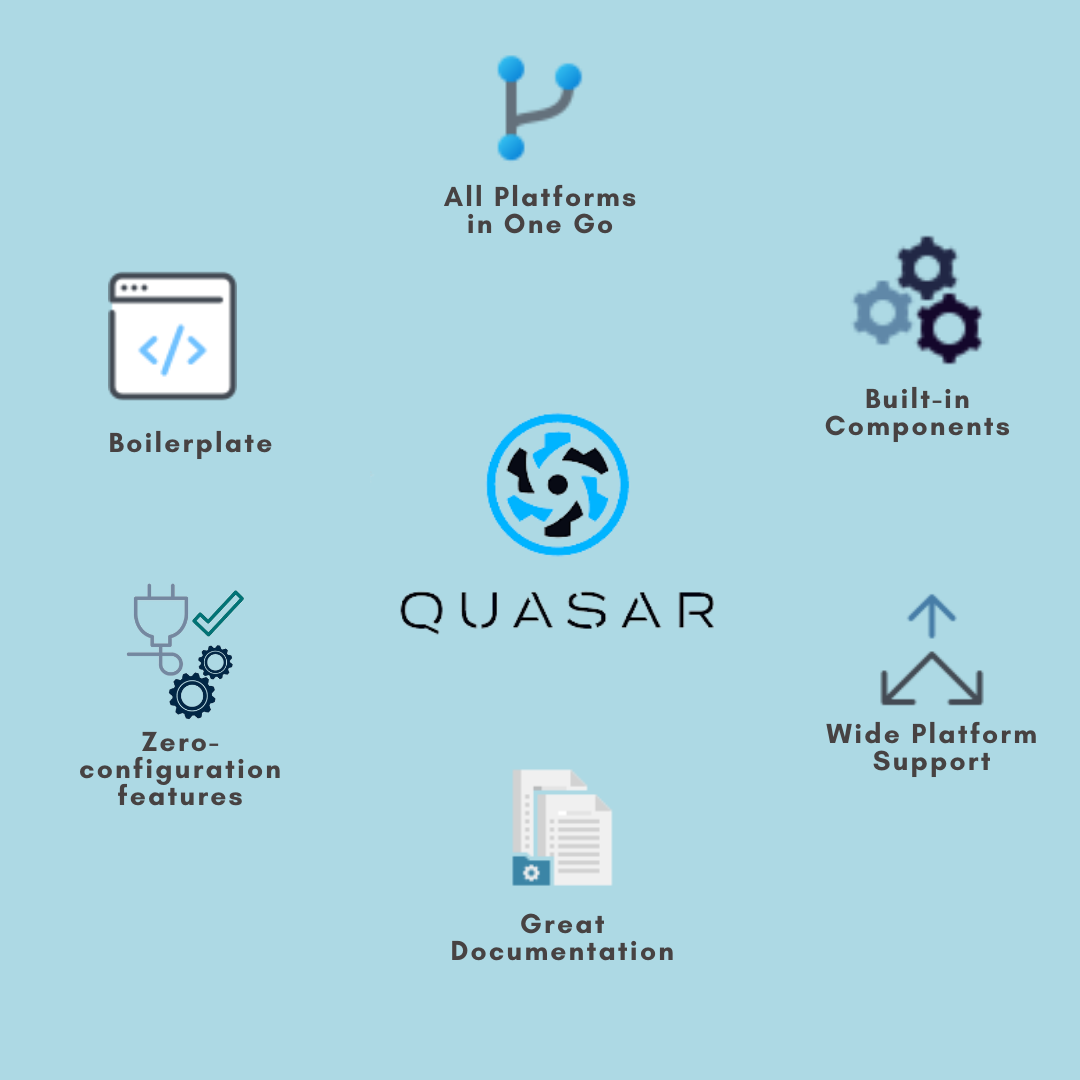 All Platforms
in One Go
Built-in
Components
Boilerplate
QUASAR
Zero-
configuration
features
Wide Platform
Support
Great
Documentation